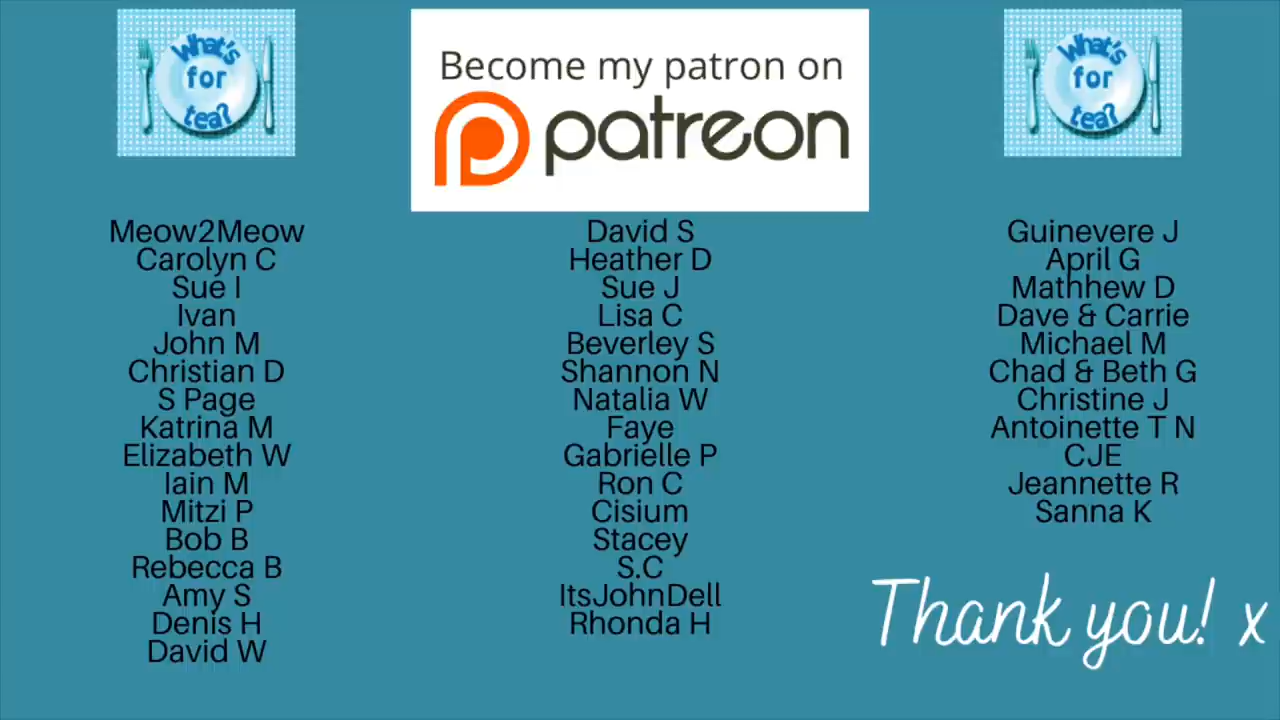 What's
for
tea?
Become my patron on
patreon
What's
for
tea?
Meow2Meow
Carolyn C
Sue I
Ivan
John M
Christian D
S Page
Katrina M
Elizabeth W
Iain M
Mitzi P
Bob B
Rebecca B
Amy S
Denis H
David W
David S
Heather D
Sue J
Lisa C
Beverley S
Shannon N
Natalia W
Faye
Gabrielle P
Ron C
Cisium
Stacey
S.C
ItsJohnDell
Rhonda H
Guinevere J
April G
Mathhew D
Dave & Carrie
Michael M
Chad & Beth G
Christine J
Antoinette T N
CJE
Jeannette R
Sanna K
Thank you! x